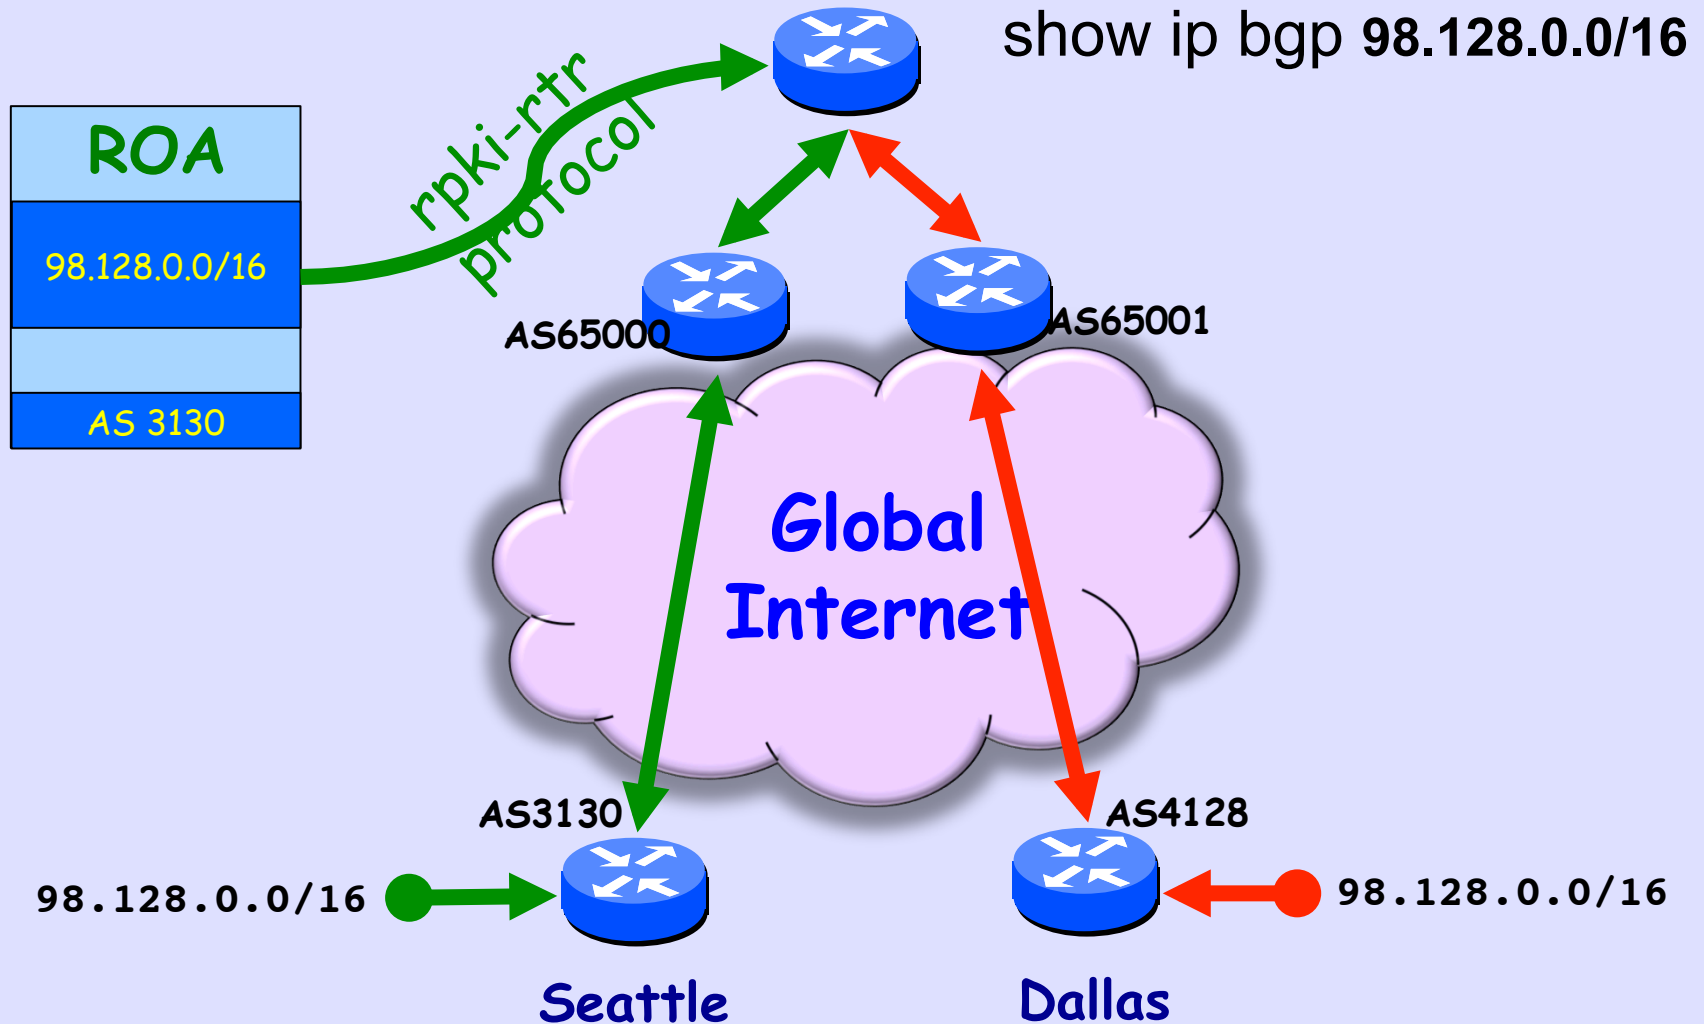 show ip bgp 98.128.0.0/16
rpki-rtr
protocol
ROA
98.128.0.0/16
AS 3130
AS65000
AS65001
Global
Internet
AS3130
AS4128
98.128.0.0/16
98.128.0.0/16
Seattle
Dallas